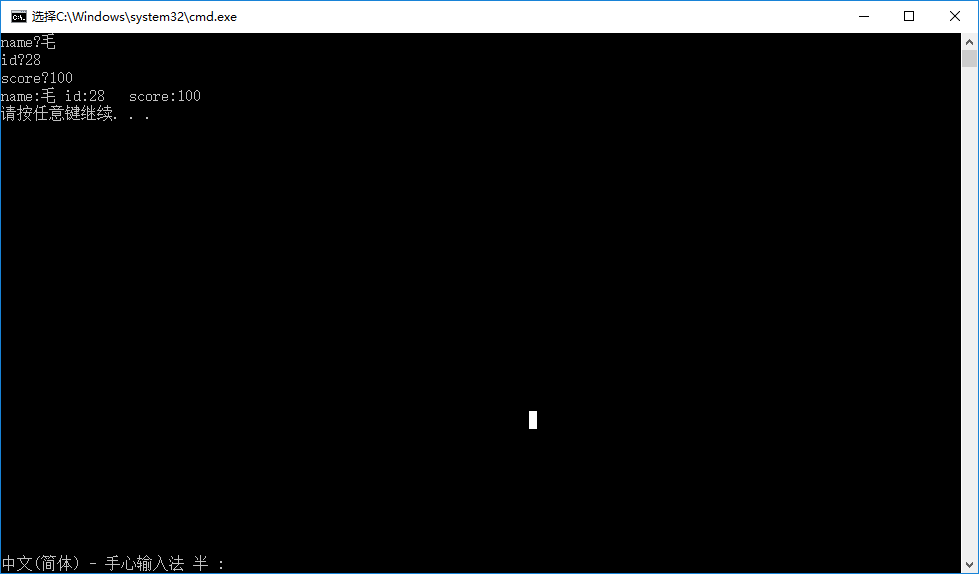 选择C:\Windows\system32\cmd.exe
name?毛
id?28
score?100
name:毛 id:28   score:100
请按任意键继续. . .
中文(简体) - 手心输入法 半 :